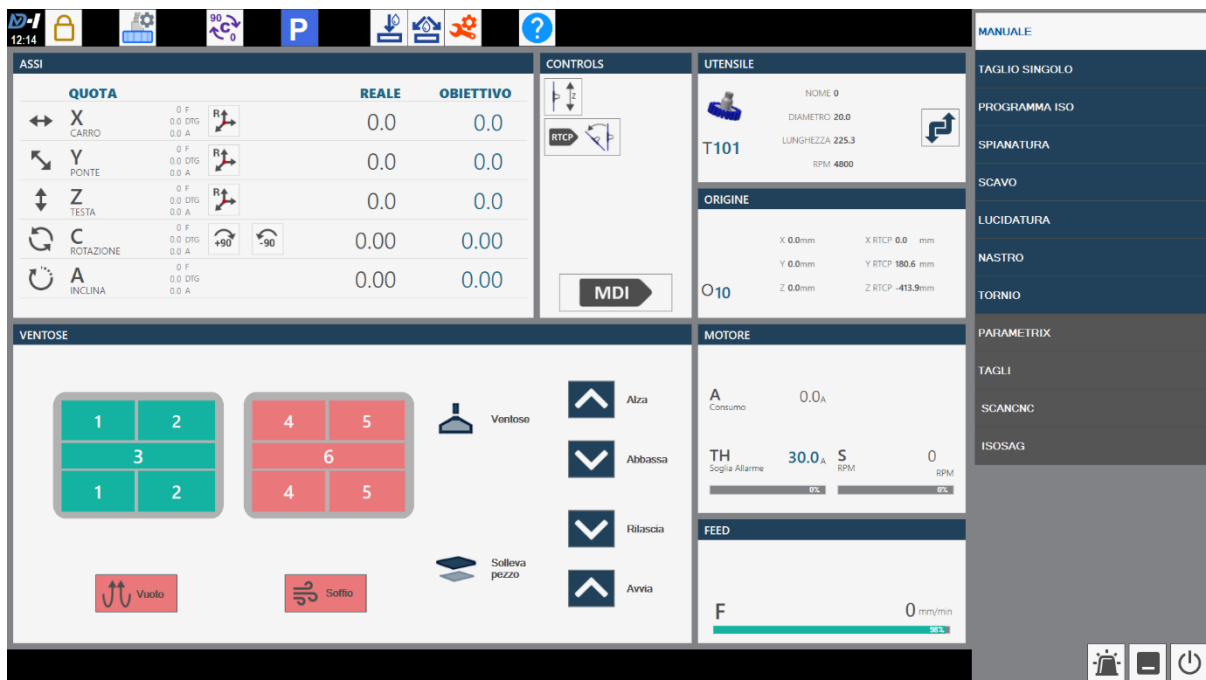 12:14
90
C
0
P
?
ASSI
QUOTA REALE OBIETTIVO
X
CARRO
0 F
0.0 DTG
0.0 A
R
0.0 0.0
Y
PONTE
0 F
0.0 DTG
0.0 A
R
0.0 0.0
Z
TESTA
0 F
0.0 DTG
0.0 A
R
0.0 0.0
C
ROTAZIONE
0 F
0.0 DTG
0.0 A
+90 -90
0.00 0.00
A
INCLINA
0 F
0.0 DTG
0.0 A
0.00 0.00
CONTROLS
Z
RTCP
MDI
UTENSILE
NOME 0
DIAMETRO 20.0
LUNGHEZZA 225.3
RPM 4800
T101
ORIGINE
X 0.0mm X RTCP 0.0 mm
Y 0.0mm Y RTCP 180.6 mm
Z 0.0mm Z RTCP -413.9mm
O10
VENTOSE
1 2
3
1 2
4 5
6
4 5
Vuoto
Soffio
Ventose
Alza
Abbassa
Solleva
pezzo
Rilascia
Avvia
MOTORE
A
Consumo
0.0A
TH
Soglia Allarme
30.0A
0%
S
RPM
0
RPM
0%
FEED
F 0 mm/min
98%
MANUALE
TAGLIO SINGOLO
PROGRAMMA ISO
SPIANATURA
SCAVO
LUCIDATURA
NASTRO
TORNIO
PARAMETRIX
TAGLI
SCANCNC
ISOSAG